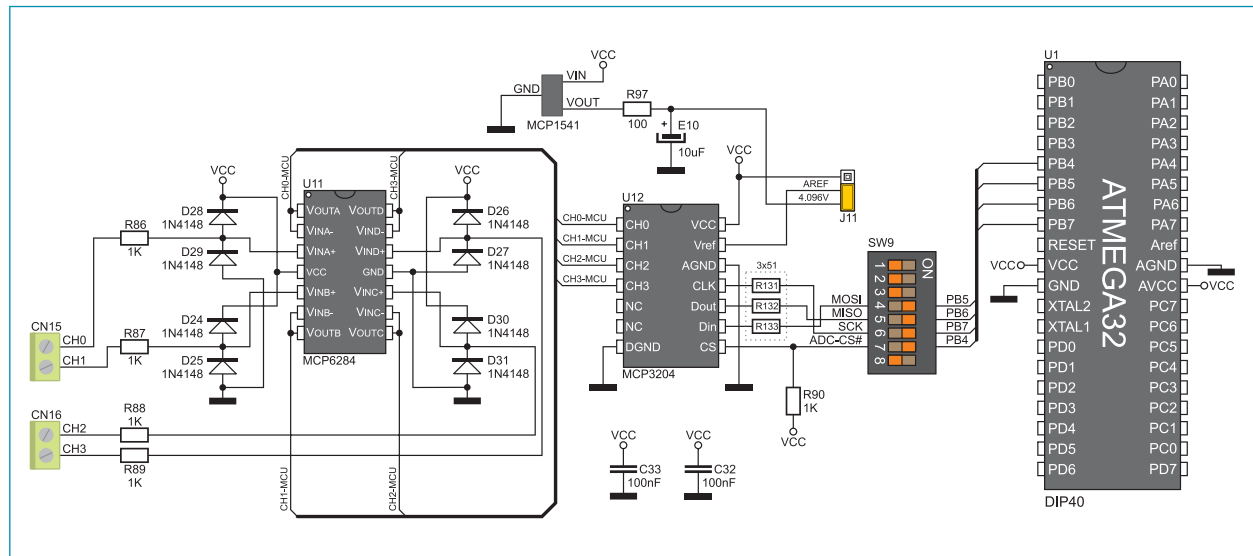 VCC
VIN
GND
VOUT
MCP1541
R97
100
E10
+
10uF
VCC
AREF
4.096V
J11
CH0-MCU
CH3-MCU
VCC
D28
1N4148
D29
1N4148
R86
1K
D24
1N4148
D25
1N4148
CN15
CH0
CH1
R87
1K
CN16
CH2
CH3
R88
1K
R89
1K
U11
VOUTA
VINA-
VINA+
VCC
VINB+
VINB-
VOUTB
VOUTD
VIND-
VIND+
GND
VINC+
VINC-
VOUTC
MCP6284
VCC
D26
1N4148
D27
1N4148
D30
1N4148
D31
1N4148
CH1-MCU
CH2-MCU
CH0-MCU
CH1-MCU
CH2-MCU
CH3-MCU
U12
CH0
CH1
CH2
CH3
NC
NC
DGND
VCC
Vref
AGND
CLK
Dout
Din
CS
MCP3204
3x51
R131
R132
R133
MOSI
MISO
SCK
ADC-CS#
R90
1K
VCC
VCC
C33
100nF
VCC
C32
100nF
SW9
ON
1
2
3
4
5
6
7
8
PB5
PB6
PB7
PB4
U1
PB0
PB1
PB2
PB3
PB4
PB5
PB6
PB7
RESET
VCC
VCC
GND
XTAL2
XTAL1
PD0
PD1
PD2
PD3
PD4
PD5
PD6
ATMEGA32
PA0
PA1
PA2
PA3
PA4
PA5
PA6
PA7
Aref
AGND
AVCC
VCC
PC7
PC6
PC5
PC4
PC3
PC2
PC1
PC0
PD7
DIP40